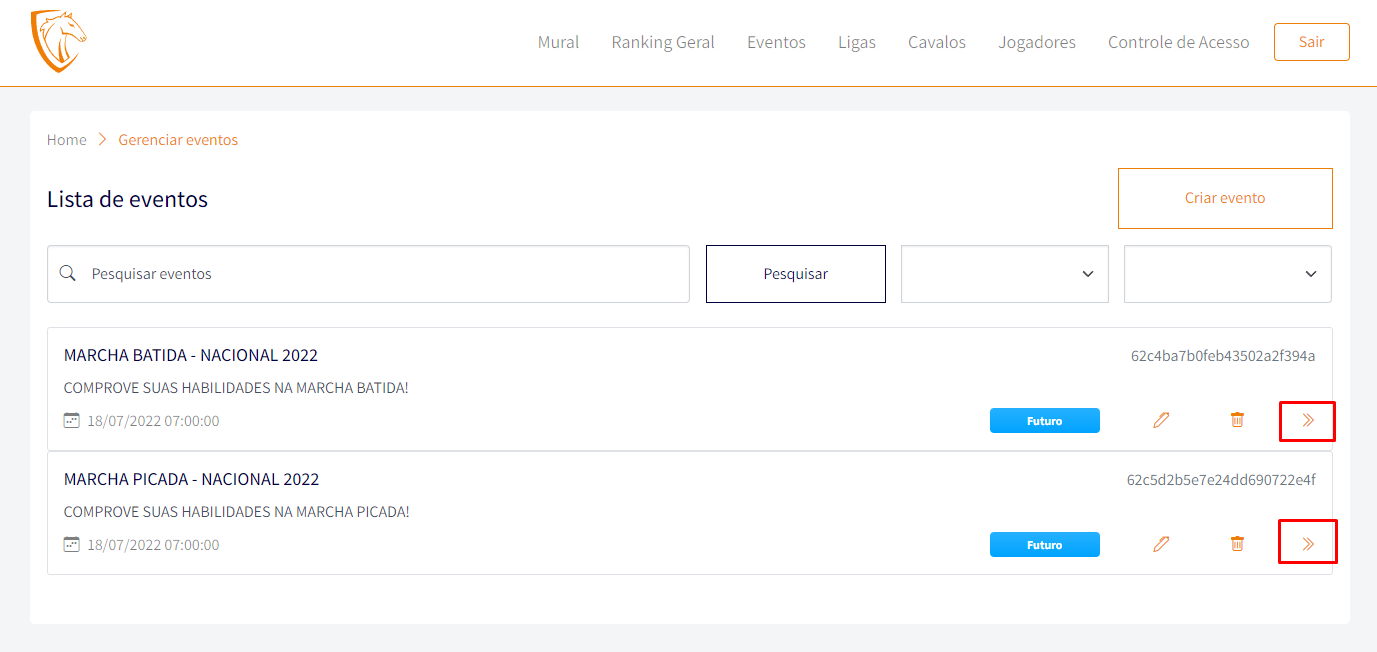 Mural Ranking Geral Eventos Ligas Cavalos Jogadores Controle de Acesso Sair
Home Gerenciar eventos
Lista de eventos
Criar evento
Pesquisar eventos Pesquisar
MARCHA BATIDA - NACIONAL 2022 62c4ba7b0feb43502a2f394a
COMPROVE SUAS HABILIDADES NA MARCHA BATIDA!
18/07/2022 07:00:00 Futuro
MARCHA PICADA - NACIONAL 2022 62c5d2b5e7e24dd690722e4f
COMPROVE SUAS HABILIDADES NA MARCHA PICADA!
18/07/2022 07:00:00 Futuro